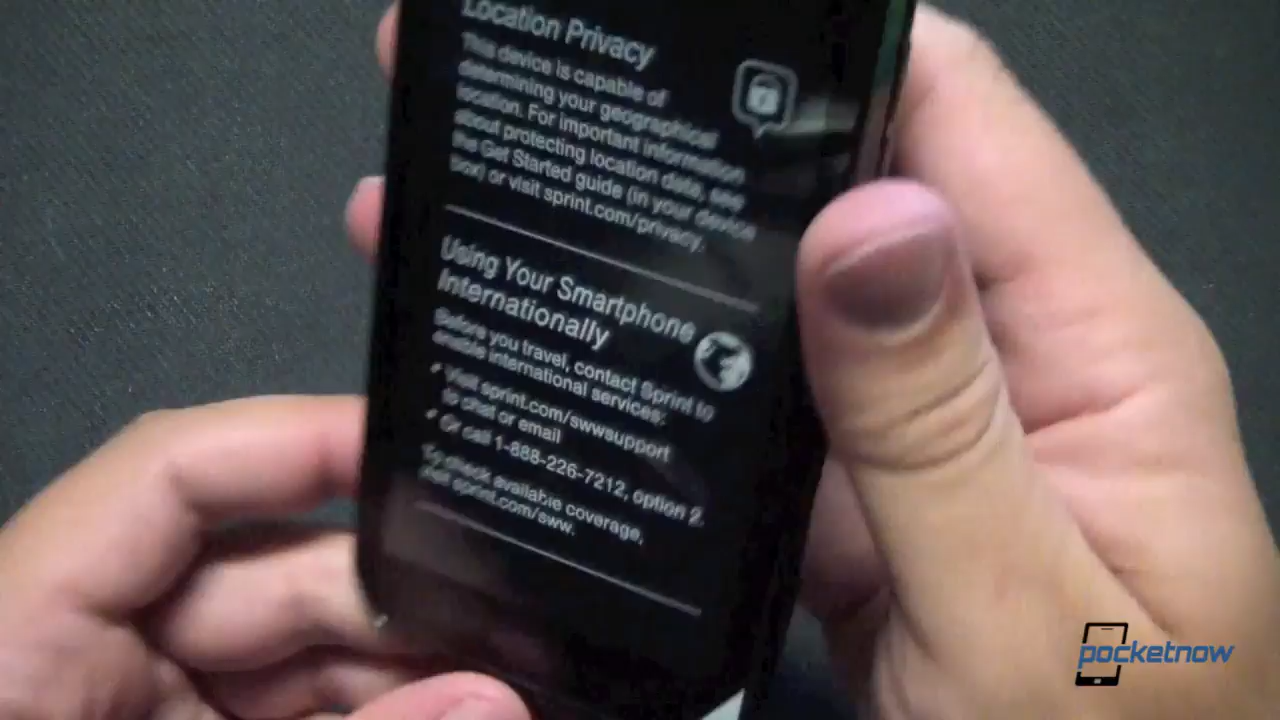 Location Privacy
This device is capable of
determining your geographical
location. For important information
about protecting location data, see
the Get Started guide (in your device
box) or visit sprint.com/privacy.
Using Your Smartphone
Internationally
Before you travel, contact Sprint to
enable international services:
• Visit sprint.com/swwsupport
to chat or email
• Or call 1-888-226-7212, option 2.
To check available coverage,
visit sprint.com/sww.
pocketnow